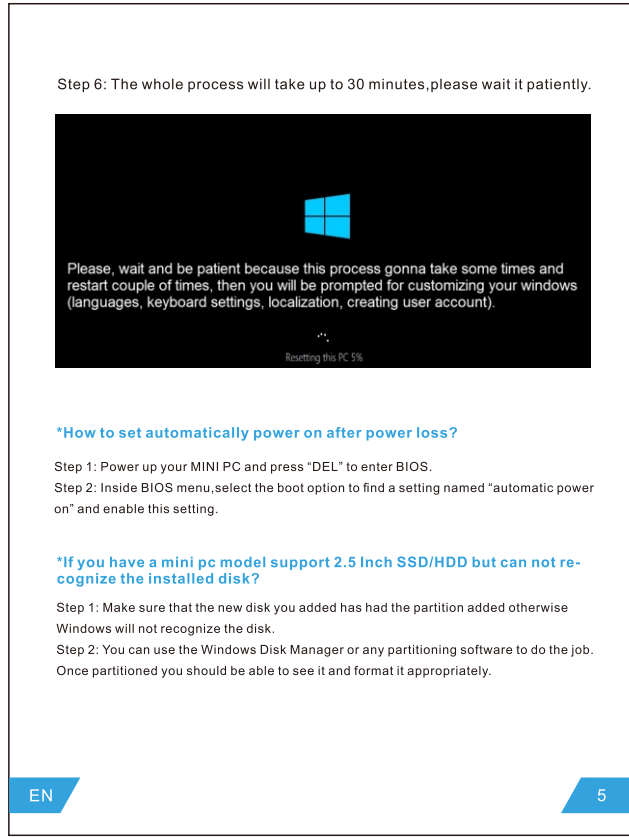 Step 6: The whole process will take up to 30 minutes,please wait it patiently.
Please, wait and be patient because this process gonna take some times and
restart couple of times, then you will be prompted for customizing your windows
(languages, keyboard settings, localization, creating user account).
Resetting this PC 5%
*How to set automatically power on after power loss?
Step 1: Power up your MINI PC and press “DEL” to enter BIOS.
Step 2: Inside BIOS menu,select the boot option to find a setting named “automatic power
on” and enable this setting.
*If you have a mini pc model support 2.5 Inch SSD/HDD but can not re-
cognize the installed disk?
Step 1: Make sure that the new disk you added has had the partition added otherwise
Windows will not recognize the disk.
Step 2: You can use the Windows Disk Manager or any partitioning software to do the job.
Once partitioned you should be able to see it and format it appropriately.
EN
5